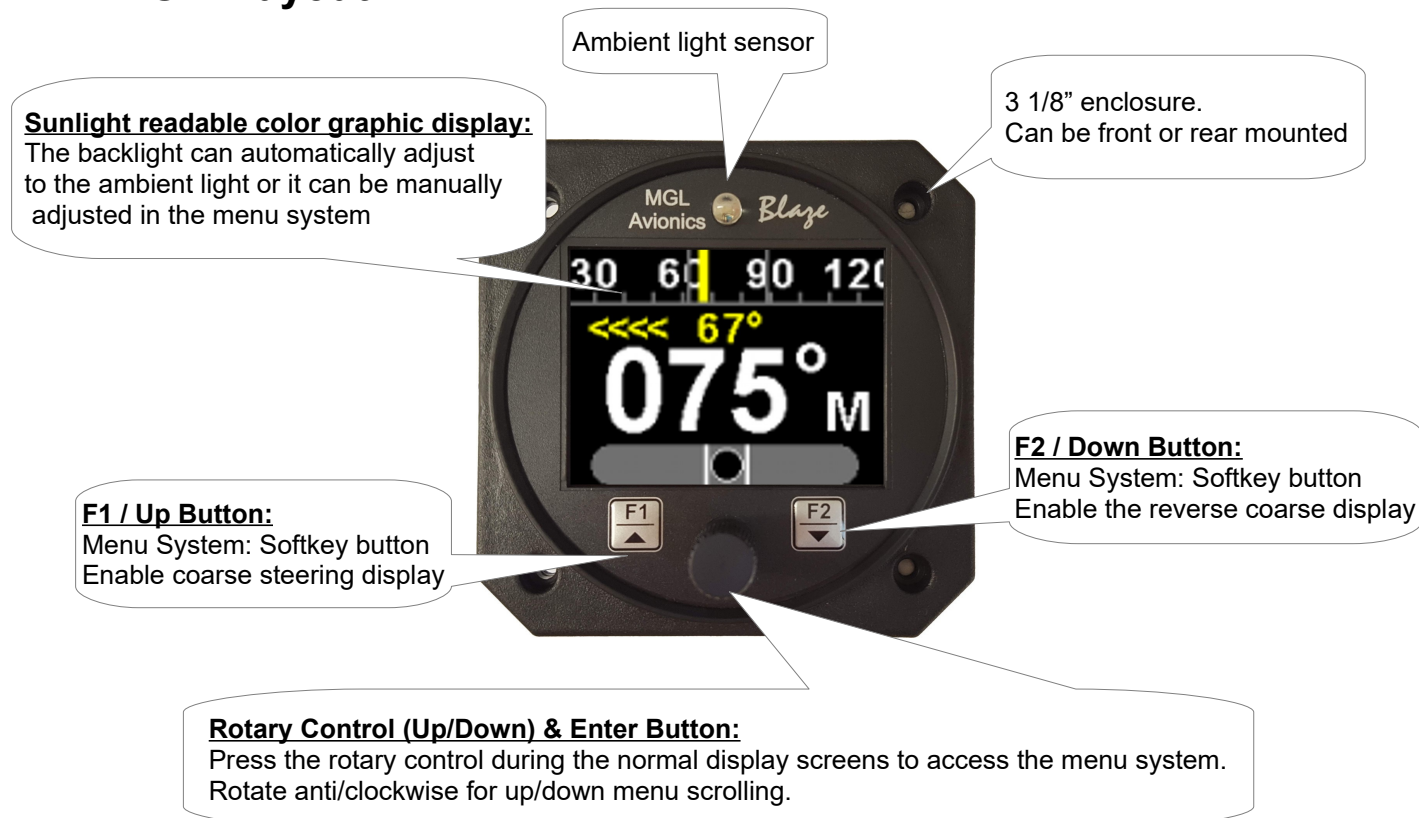 Ambient light sensor
3 1/8” enclosure.
Can be front or rear mounted
Sunlight readable color graphic display:
The backlight can automatically adjust
to the ambient light or it can be manually
adjusted in the menu system
MGL
Avionics
Blaze
30 60 90 120
<<<< 67°
075° M
F1
F2
F2 / Down Button:
Menu System: Softkey button
Enable the reverse coarse display
F1 / Up Button:
Menu System: Softkey button
Enable coarse steering display
Rotary Control (Up/Down) & Enter Button:
Press the rotary control during the normal display screens to access the menu system.
Rotate anti/clockwise for up/down menu scrolling.